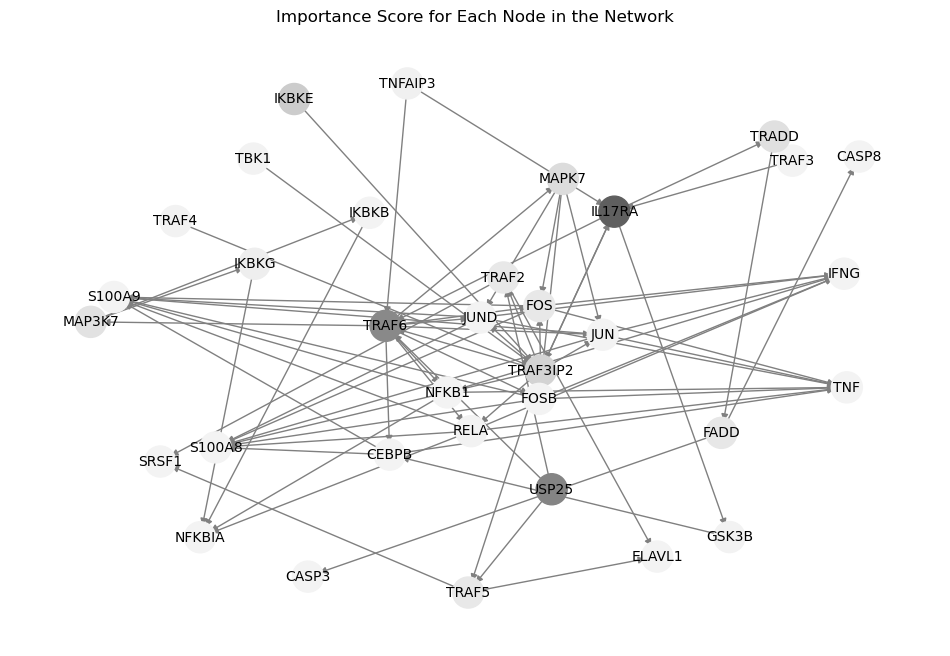 Importance Score for Each Node in the Network
TNFAIP3
IKBKE
TRADD
TBK1
TRAF3
CASP8
MAPK7
IL17RA
IKBKB
TRAF4
IKBKG
IFNG
TRAF2
S100A9
FOS
JUND
MAP3K7
TRAF6
JUN
TRAF3IP2
TNF
NFKB1
FOSB
RELA
FADD
S100A8
CEBPB
SRSF1
USP25
NFKBIA
GSK3B
ELAVL1
CASP3
TRAF5